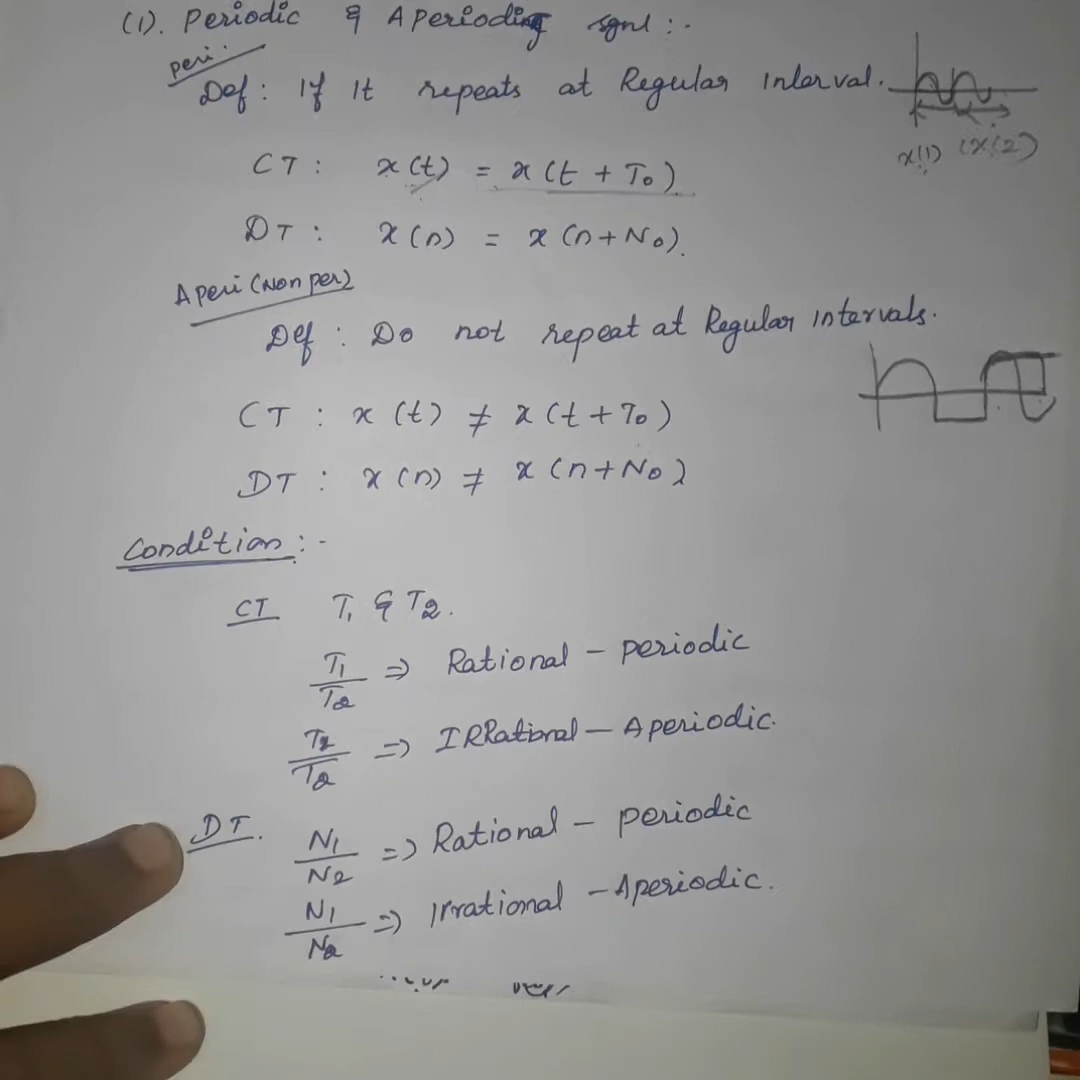 (1). Periodic & Aperiodic sgnl :-
peri:
Def : If It repeats at Regular Inlerval.
x(1) x(2)
CT : x(t) = x(t + T₀)
DT : x(n) = x(n+N₀).
Aperi (Non per)
Def : Do not repeat at Regular intervals.
CT : x(t) ≠ x(t+T₀)
DT : x(n) ≠ x(n+N₀)
Condition :-
CT T₁ & T₂.
T₁/T₂ => Rational - periodic
T₂/T₂ => IRRational - Aperiodic.
DT. N₁/N₂ => Rational - periodic
N₁/N₂ => Irrational - Aperiodic.